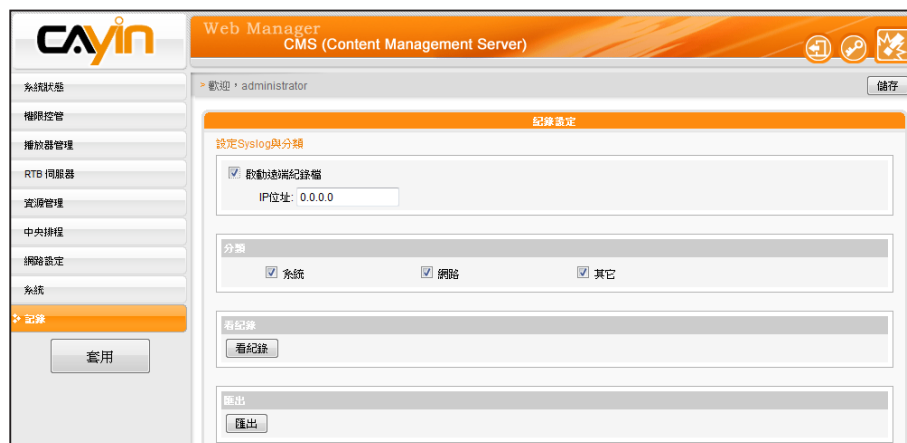 CAYiN
Web Manager
CMS (Content Management Server)
> 歡迎，administrator
儲存
系統狀態
權限控管
播放器管理
RTB 伺服器
資源管理
中央排程
網路設定
系統
記錄
套用
紀錄設定
設定Syslog與分類
啟動遠端紀錄檔
IP位址: 0.0.0.0
分類
系統 網路 其它
看紀錄
看紀錄
匯出
匯出